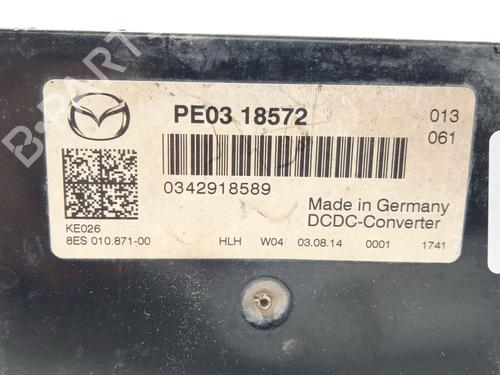 PE03 18572
013
061
0342918589
Made in Germany
DCDC-Converter
KE026
8ES 010.871-00
HLH W04 03.08.14 0001 1741
B-PARTS